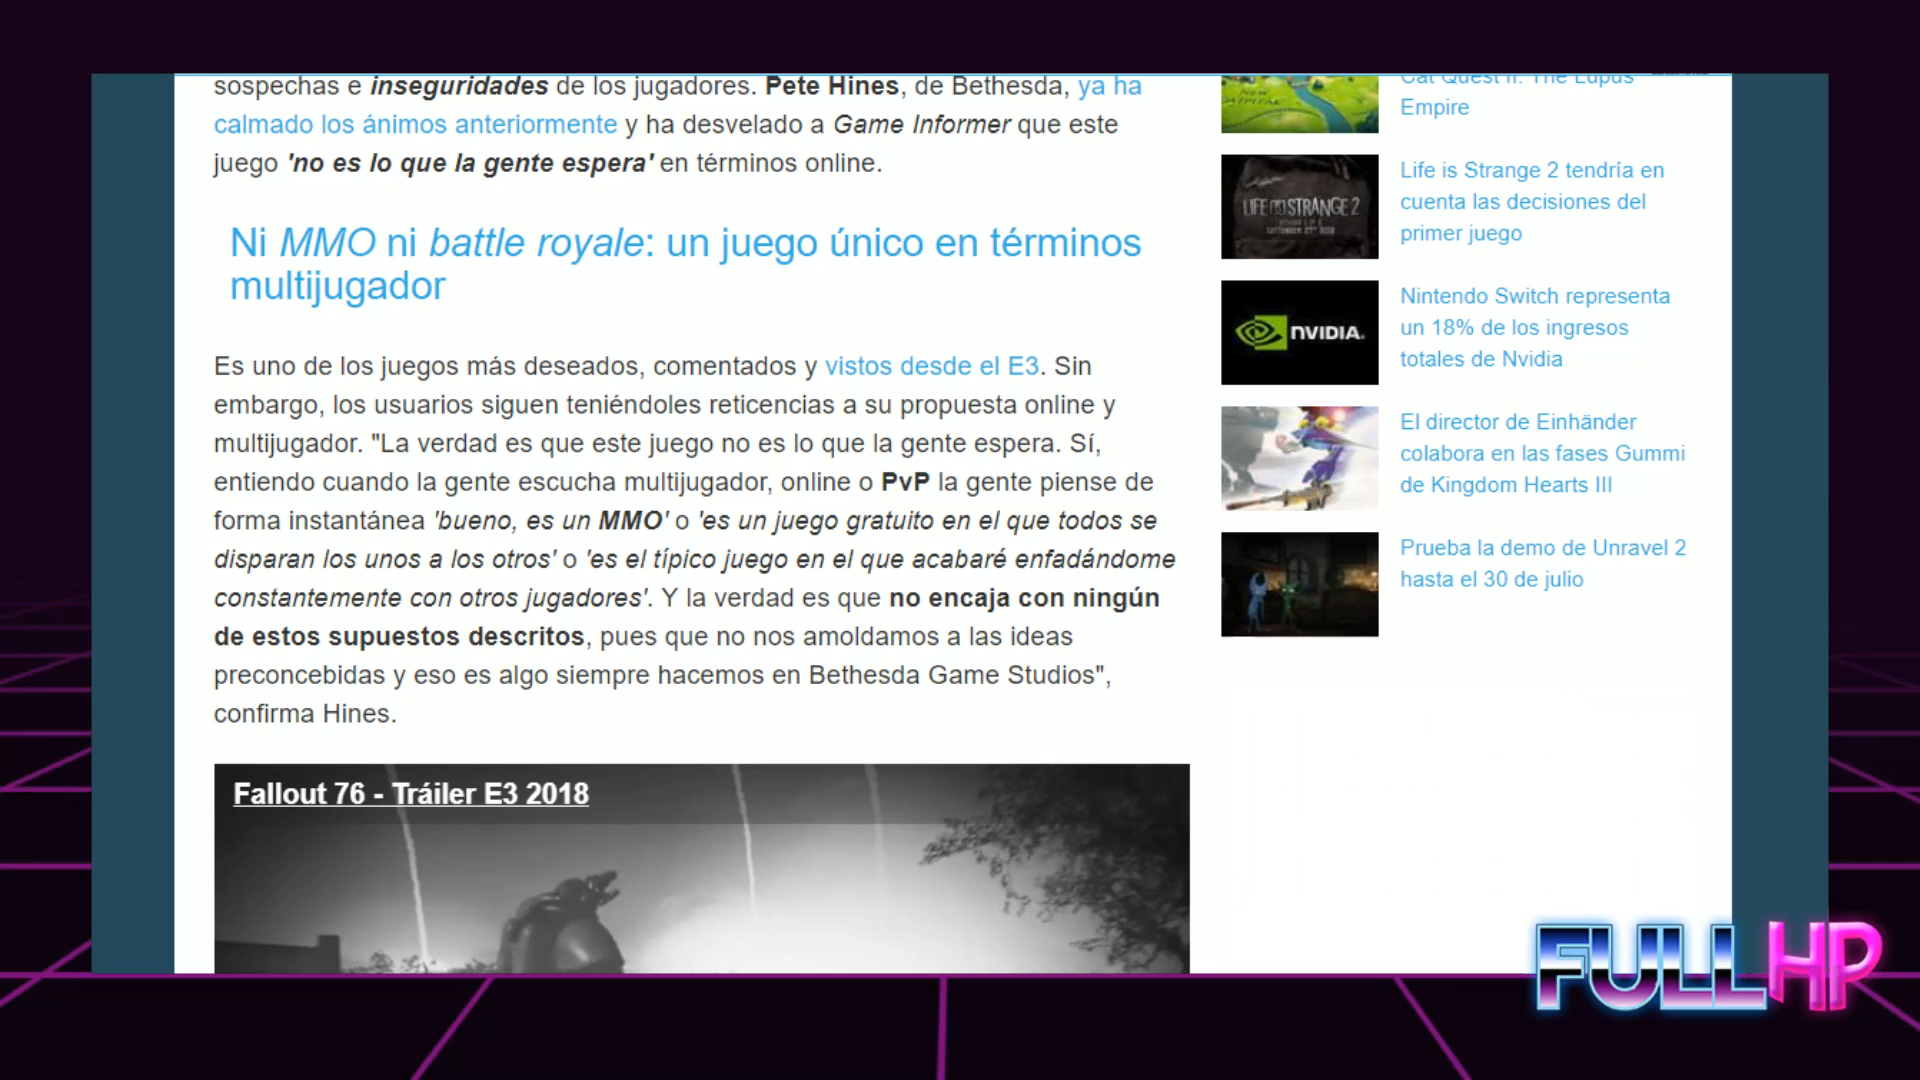 sospechas e inseguridades de los jugadores. Pete Hines, de Bethesda, ya ha
calmado los ánimos anteriormente y ha desvelado a Game Informer que este
juego 'no es lo que la gente espera' en términos online.
Ni MMO ni battle royale: un juego único en términos
multijugador
Es uno de los juegos más deseados, comentados y vistos desde el E3. Sin
embargo, los usuarios siguen teniéndoles reticencias a su propuesta online y
multijugador. "La verdad es que este juego no es lo que la gente espera. Sí,
entiendo cuando la gente escucha multijugador, online o PvP la gente piense de
forma instantánea 'bueno, es un MMO' o 'es un juego gratuito en el que todos se
disparan los unos a los otros' o 'es el típico juego en el que acabaré enfadándome
constantemente con otros jugadores'. Y la verdad es que no encaja con ningún
de estos supuestos descritos, pues que no nos amoldamos a las ideas
preconcebidas y eso es algo siempre hacemos en Bethesda Game Studios",
confirma Hines.
Fallout 76 - Tráiler E3 2018
Cat Quest II: The Lupus
Empire
LIFE IS STRANGE 2
Life is Strange 2 tendría en
cuenta las decisiones del
primer juego
NVIDIA.
Nintendo Switch representa
un 18% de los ingresos
totales de Nvidia
El director de Einhänder
colabora en las fases Gummi
de Kingdom Hearts III
Prueba la demo de Unravel 2
hasta el 30 de julio
FULL HP